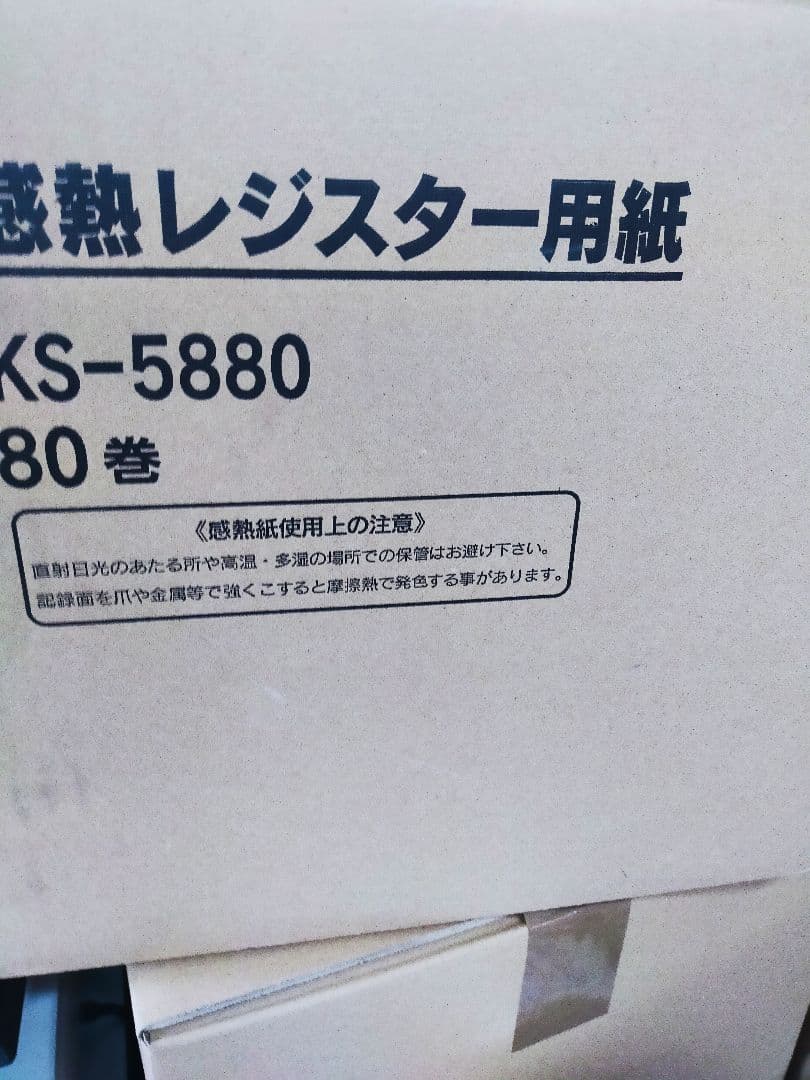 感熱レジスター用紙
KS-5880
80巻
《感熱紙使用上の注意》
直射日光のあたる所や高温・多湿の場所での保管はお避け下さい。
記録面を爪や金属等で強くこすると摩擦熱で発色する事があります。